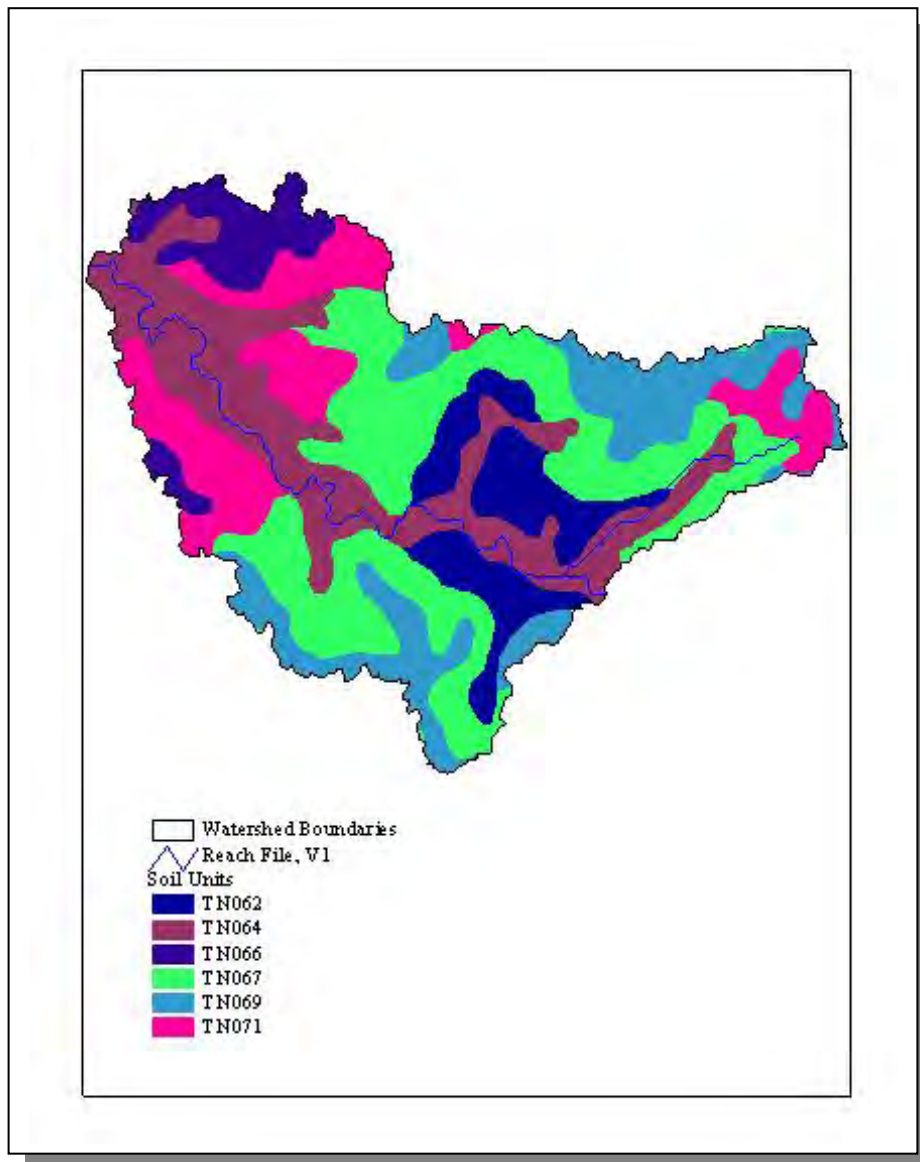 Watershed Boundaries
Reach File, V1
Soil Units
TN062
TN064
TN066
TN067
TN069
TN071